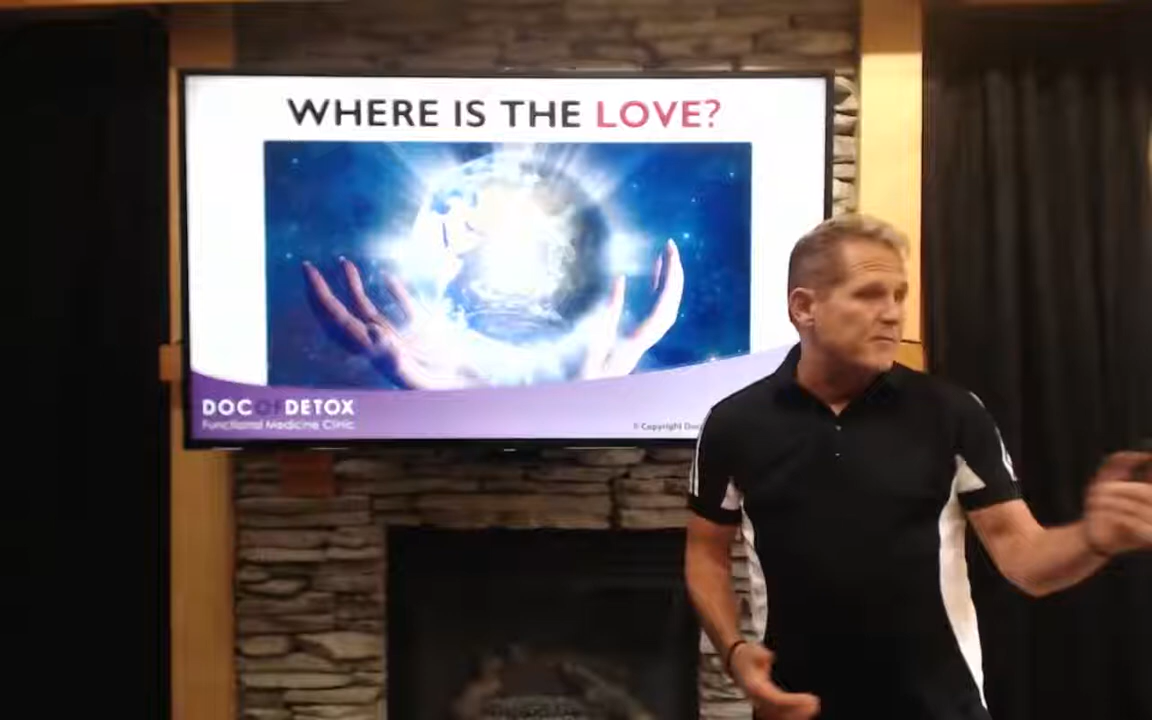 WHERE IS THE LOVE?
DOC Of DETOX
Functional Medicine Clinic
© Copyright